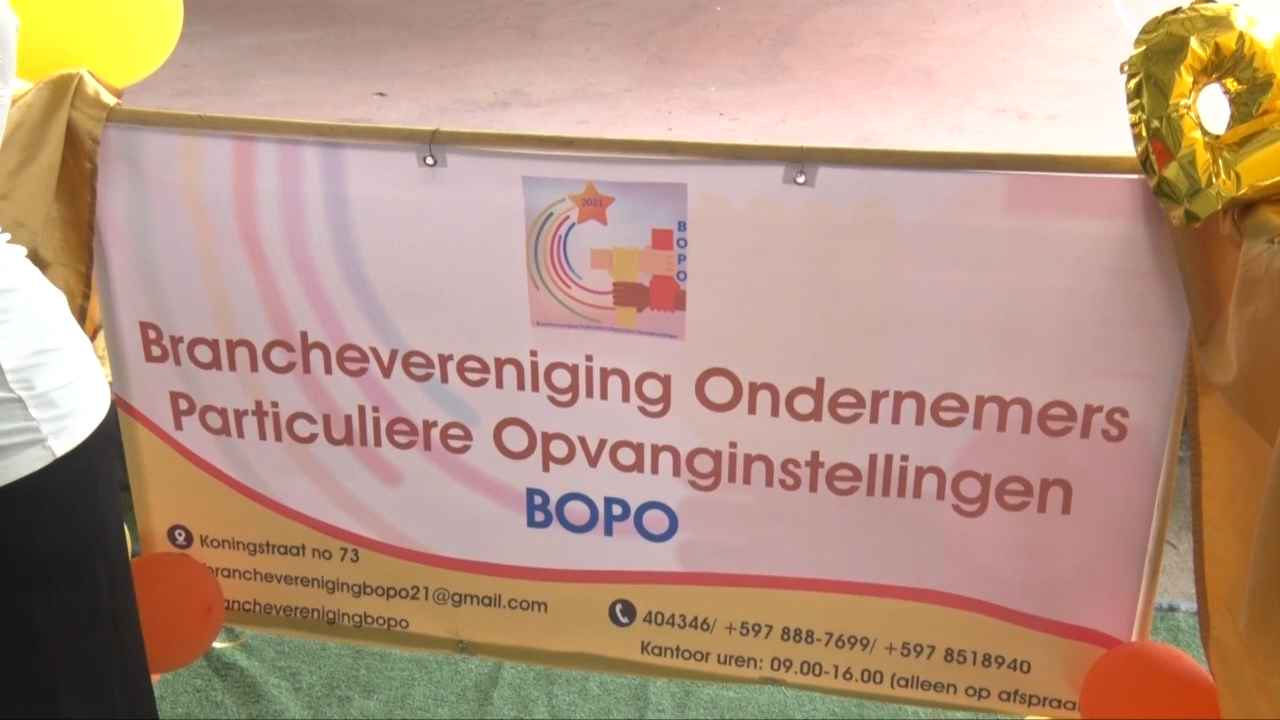 2021
BOPO
Branchevereniging Ondernemers
Particuliere Opvanginstellingen
BOPO
Koningstraat no 73
brancheverenigingbopo21@gmail.com
ancheverenigingbopo
404346/ +597 888-7699/ +597 8518940
Kantoor uren: 09.00-16.00 (alleen op afspraa